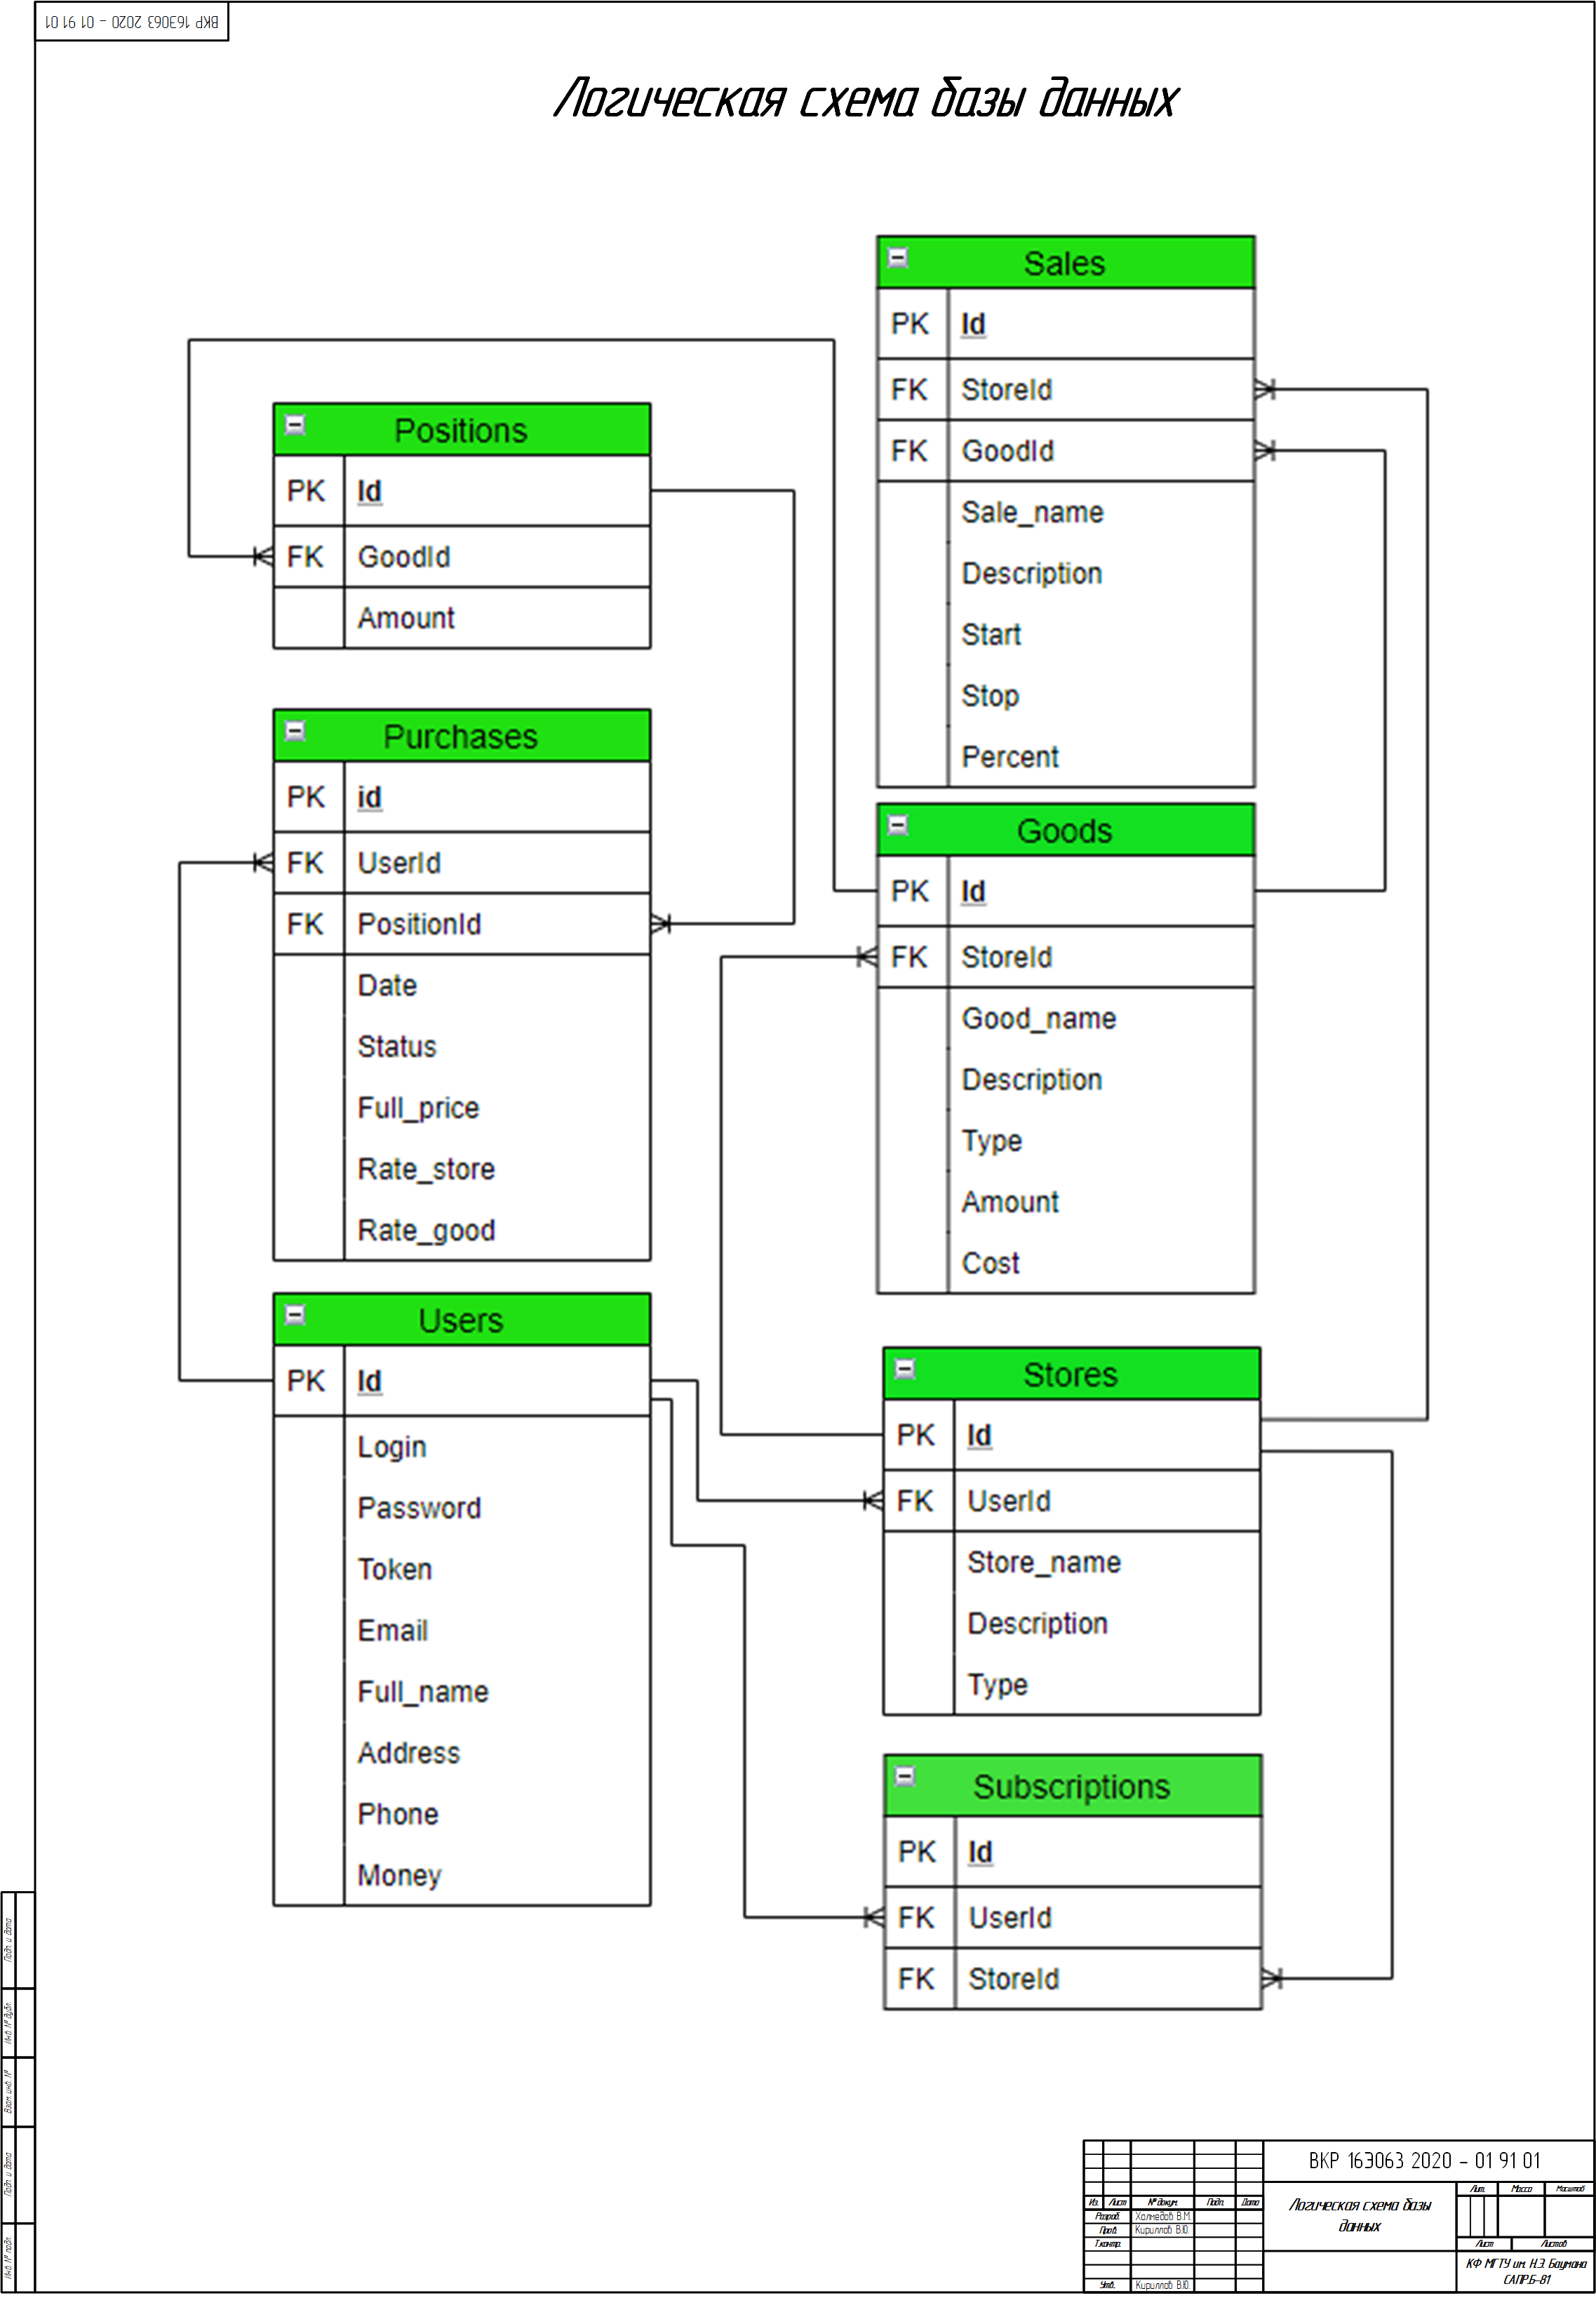 ВКР 163063 2020 - 01 91 01
Логическая схема базы данных
Sales
PK Id
FK StoreId
FK GoodId
Sale_name
Description
Start
Stop
Percent
Positions
PK Id
FK GoodId
Amount
Purchases
PK id
FK UserId
FK PositionId
Date
Status
Full_price
Rate_store
Rate_good
Goods
PK Id
FK StoreId
Good_name
Description
Type
Amount
Cost
Users
PK Id
Login
Password
Token
Email
Full_name
Address
Phone
Money
Stores
PK Id
FK UserId
Store_name
Description
Type
Subscriptions
PK Id
FK UserId
FK StoreId
Подп. и дата
Инв. № дубл.
Взам. инв. №
Подп. и дата
Инв. № подл.
ВКР 163063 2020 - 01 91 01
Логическая схема базы
данных
Лит. Масса Масштаб
Из. Лист № докум. Подп. Дата
Разраб. Холмедов В.М.
Пров. Кириллов В.Ю.
Т.контр.
Лист Листов
Утв. Кириллов В.Ю.
КФ МГТУ им. Н.Э. Баумана
САПР.Б-81